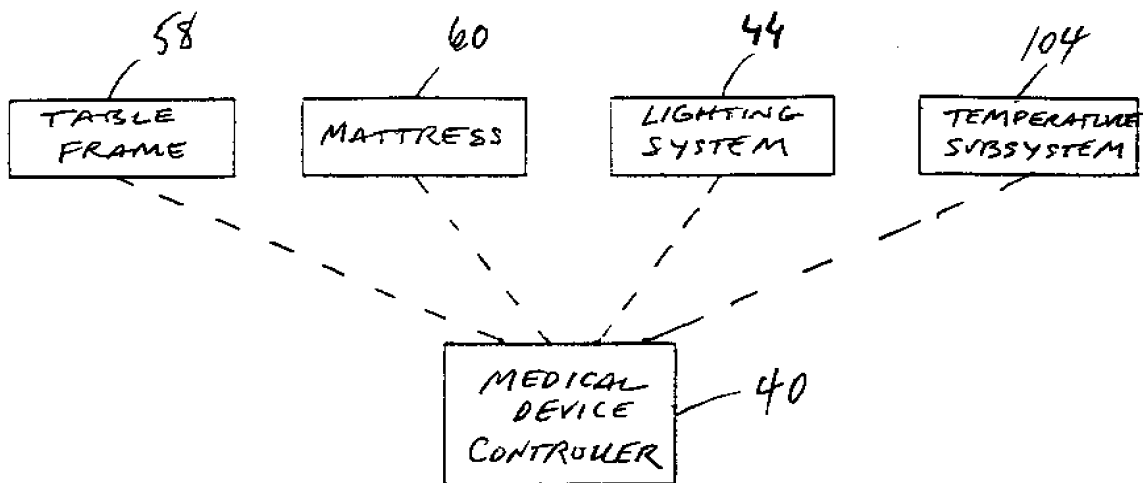 58
60
44
104
TABLE
FRAME
MATTRESS
LIGHTING
SYSTEM
TEMPERATURE
SUBSYSTEM
MEDICAL
DEVICE
CONTROLLER
40